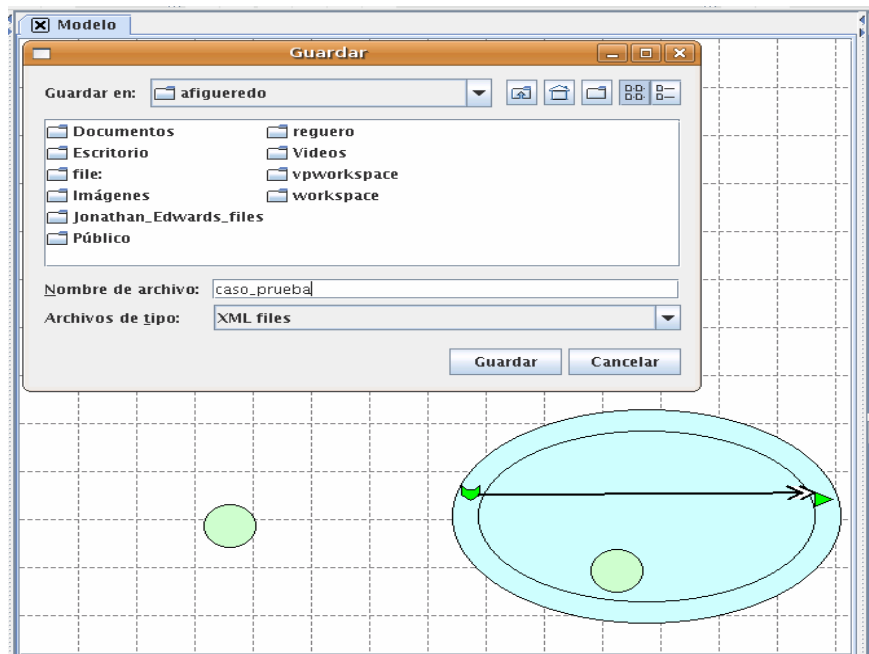 Modelo
Guardar
Guardar en: afigueredo
Documentos
Escritorio
file:
Imágenes
Jonathan_Edwards_files
Público
reguero
Videos
vpworkspace
workspace
Nombre de archivo: caso_prueba
Archivos de tipo: XML files
Guardar Cancelar